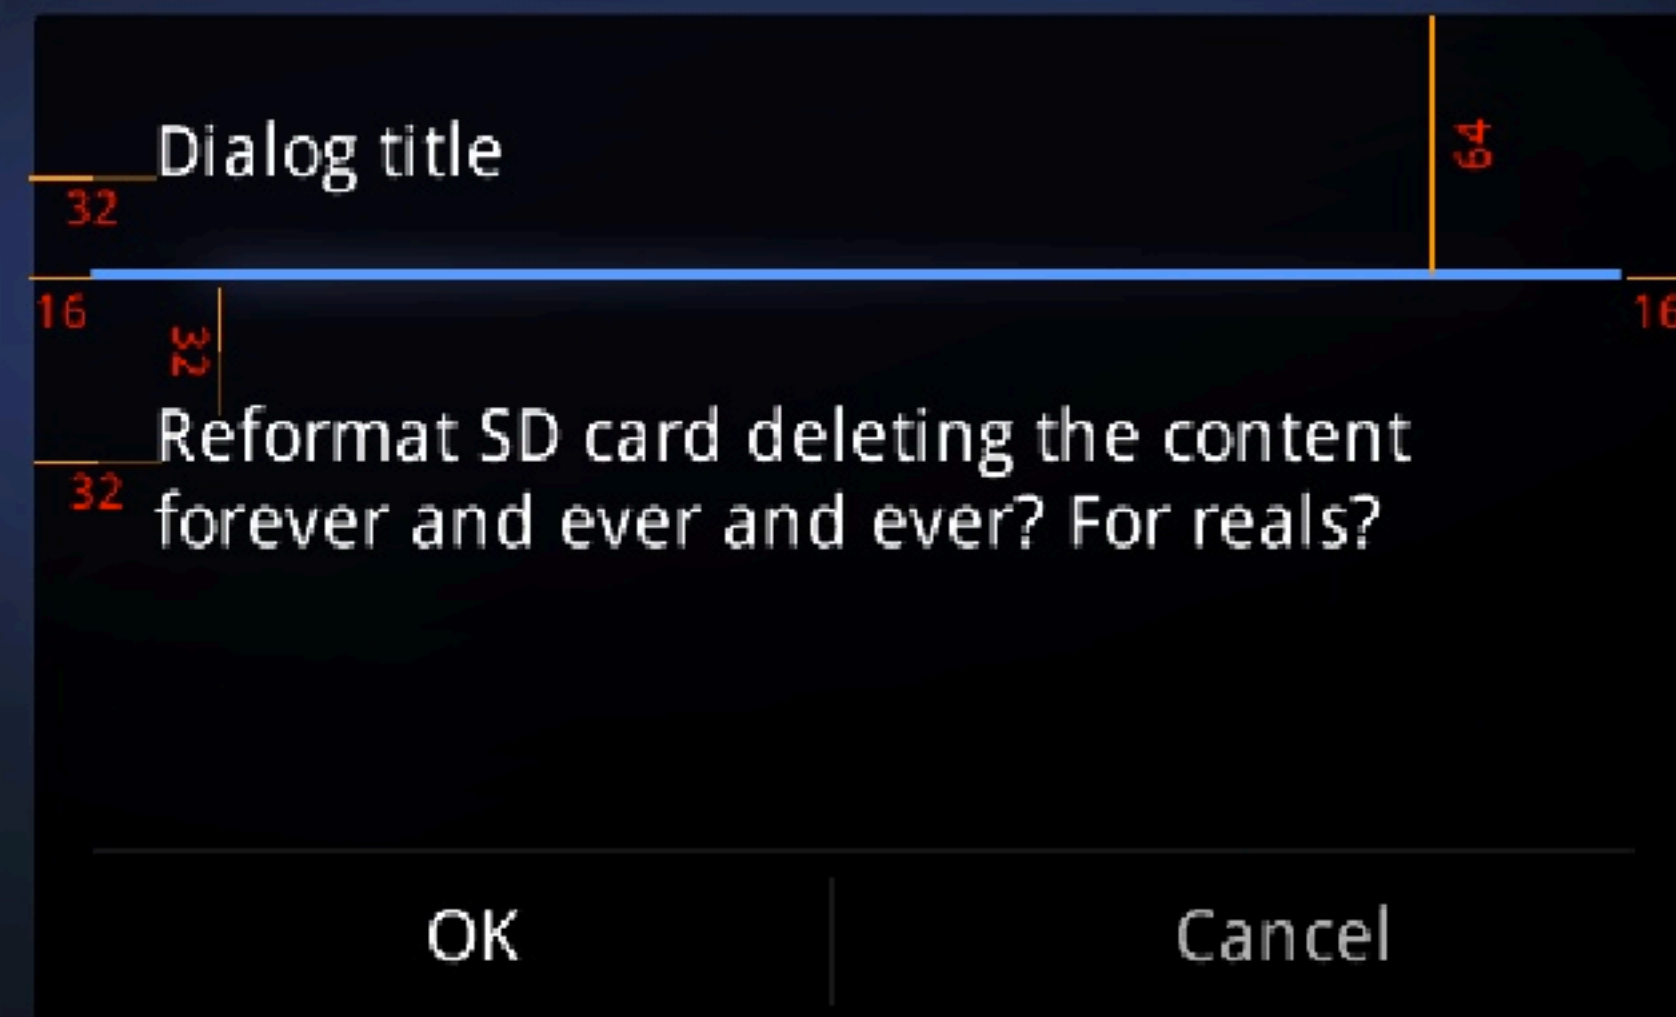 Dialog title
64
32
16
16
32
Reformat SD card deleting the content
32
forever and ever and ever? For reals?
OK
Cancel